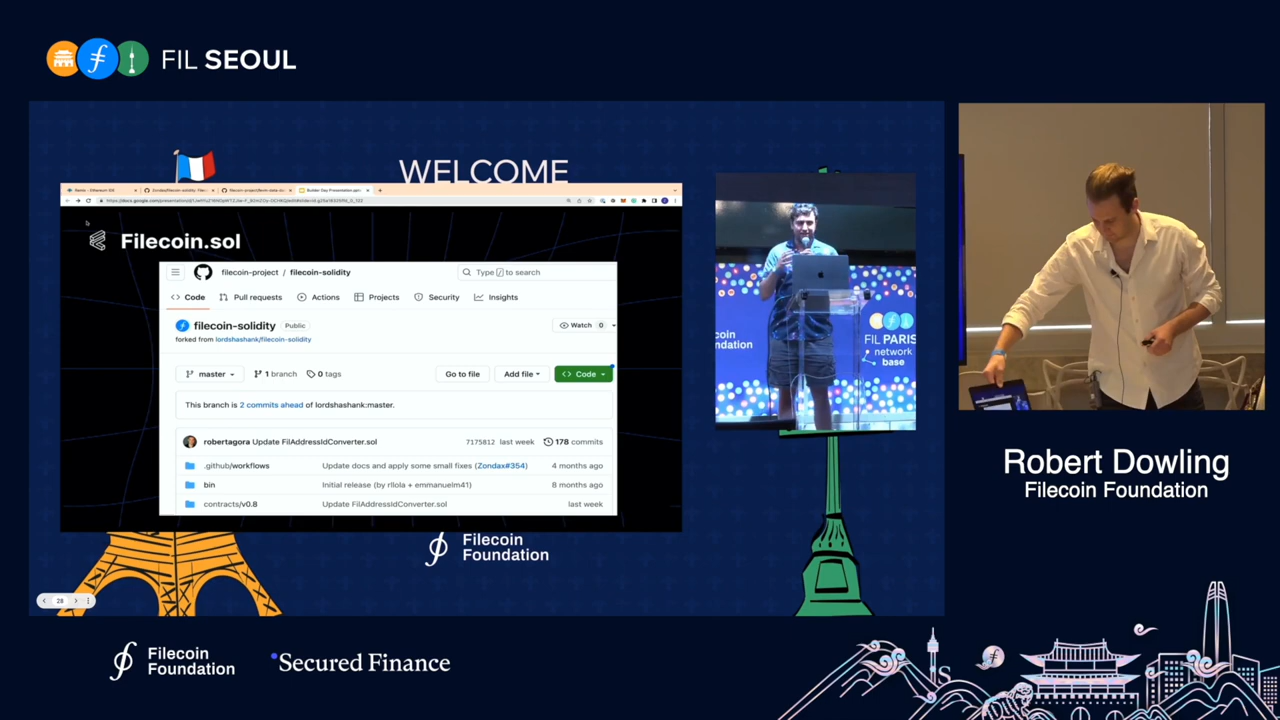 FIL SEOUL
WELCOME
Builder Day Presentation
Filecoin.sol
filecoin-project / filecoin-solidity
Type / to search
Code
Pull requests
Actions
Projects
Security
Insights
filecoin-solidity
Public
Watch 0
forked from lordshashank/filecoin-solidity
master
1 branch
0 tags
Go to file
Add file
Code
This branch is 2 commits ahead of lordshashank:master.
robertagora Update FilAddressIdConverter.sol
7175812 last week
178 commits
.github/workflows
Update docs and apply some small fixes (Zondax#354)
4 months ago
bin
Initial release (by rllola + emmanuelm41)
8 months ago
contracts/v0.8
Update FilAddressIdConverter.sol
last week
FIL PARIS
network
base
Filecoin
Foundation
28
Robert Dowling
Filecoin Foundation
Filecoin
Foundation
Secured Finance